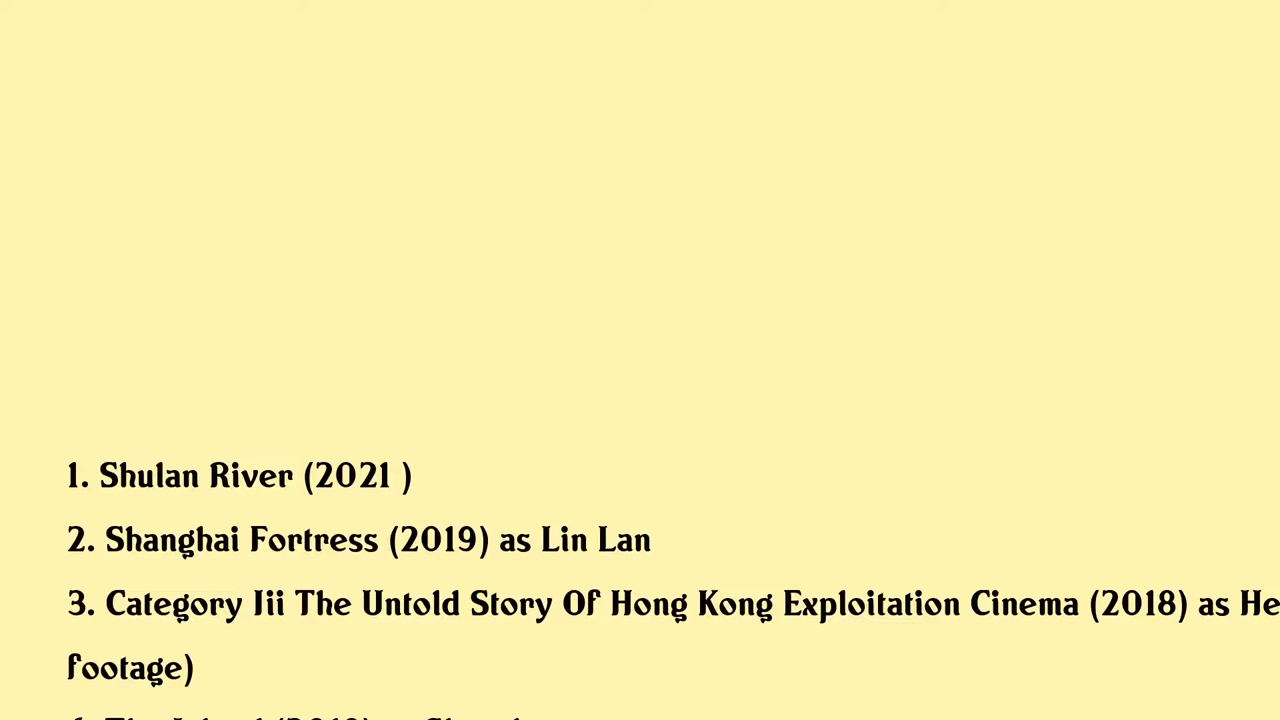 1. Shulan River (2021 )
2. Shanghai Fortress (2019) as Lin Lan
3. Category Iii The Untold Story Of Hong Kong Exploitation Cinema (2018) as
footage)